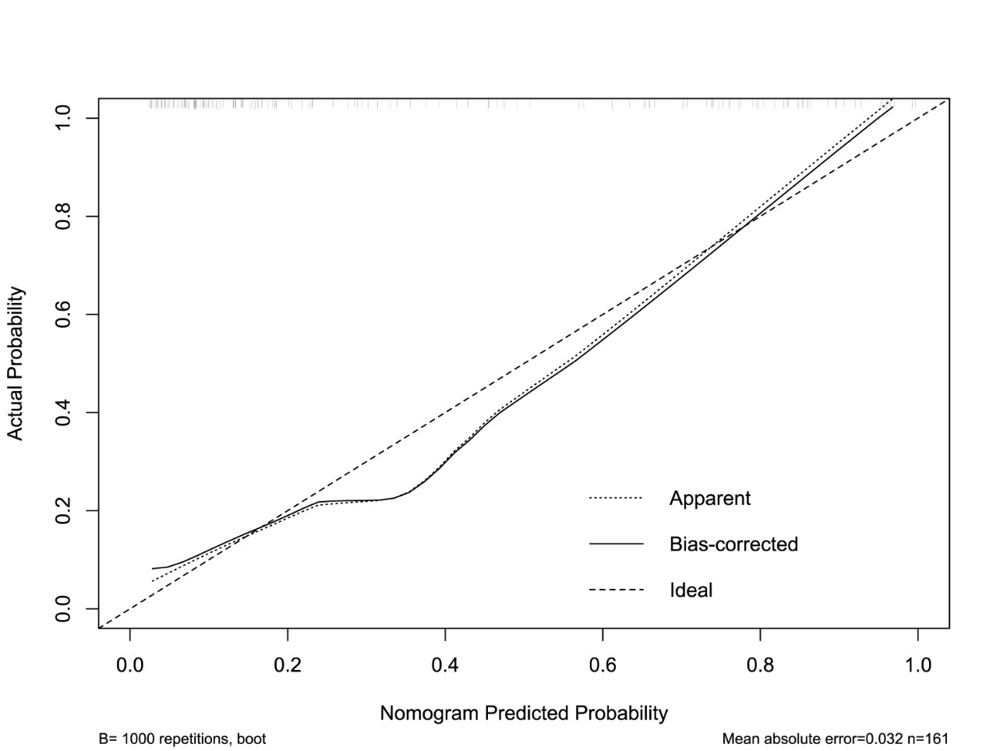 1.0
0.8
0.6
0.4
0.2
0.0
Actual Probability
Apparent
Bias-corrected
Ideal
0.0 0.2 0.4 0.6 0.8 1.0
Nomogram Predicted Probability
B= 1000 repetitions, boot
Mean absolute error=0.032 n=161